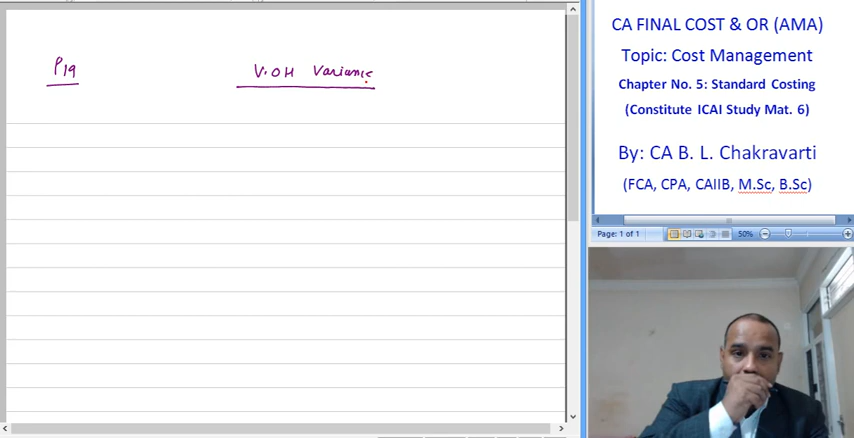 P19
V.OH Variance
CA FINAL COST & OR (AMA)
Topic: Cost Management
Chapter No. 5: Standard Costing
(Constitute ICAI Study Mat. 6)
By: CA B. L. Chakravarti
(FCA, CPA, CAIIB, M.Sc, B.Sc)
Page: 1 of 1
50%